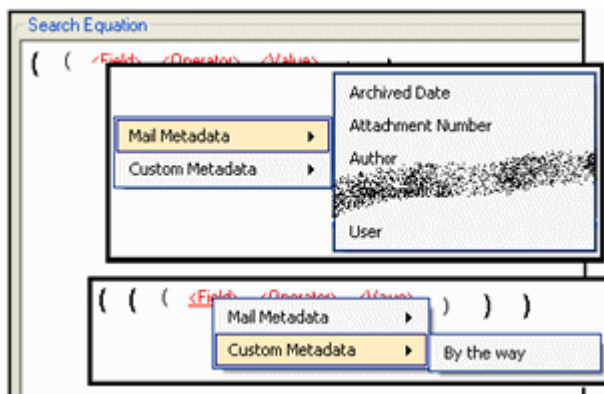 Search Equation
( ( <Field> <Operator> <Value>
Archived Date
Mail Metadata
Attachment Number
Custom Metadata
Author
User
( ( ( <Field> <Operator> <Value> ) ) )
Mail Metadata
Custom Metadata
By the way